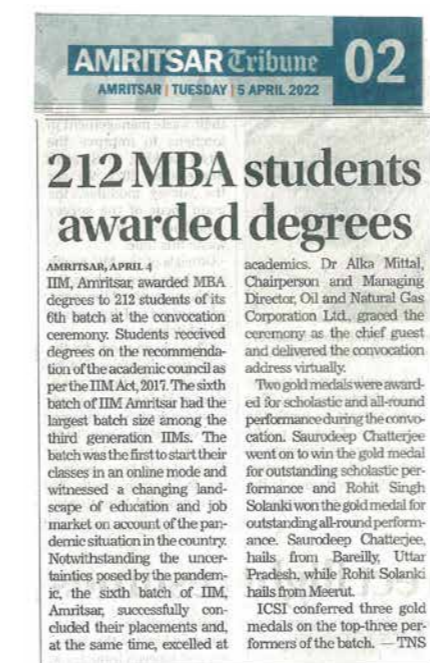 AMRITSAR Tribune 02
AMRITSAR | TUESDAY | 5 APRIL 2022
212 MBA students
awarded degrees
AMRITSAR, APRIL 4
IIM, Amritsar, awarded MBA
degrees to 212 students of its
6th batch at the convocation
ceremony. Students received
degrees on the recommenda-
tion of the academic council as
per the IIM Act, 2017. The sixth
batch of IIM Amritsar had the
largest batch size among the
third generation IIMs. The
batch was the first to start their
classes in an online mode and
witnessed a changing land-
scape of education and job
market on account of the pan-
demic situation in the country.
Notwithstanding the uncer-
tainties posed by the pandem-
ic, the sixth batch of IIM,
Amritsar, successfully con-
cluded their placements and,
at the same time, excelled at
academics. Dr Alka Mittal,
Chairperson and Managing
Director, Oil and Natural Gas
Corporation Ltd., graced the
ceremony as the chief guest
and delivered the convocation
address virtually.
Two gold medals were award-
ed for scholastic and all-round
performance during the convo-
cation. Saurodeep Chatterjee
went on to win the gold medal
for outstanding scholastic per-
formance and Rohit Singh
Solanki won the gold medal for
outstanding all-round perform-
ance. Saurodeep Chatterjee,
hails from Bareilly, Uttar
Pradesh, while Rohit Solanki
hails from Meerut.
ICSI conferred three gold
medals on the top-three per-
formers of the batch. — TNS